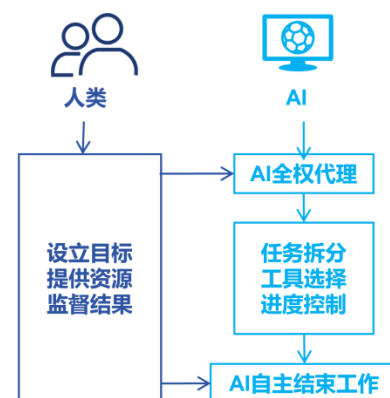 人类
AI
AI全权代理
设立目标
提供资源
监督结果
任务拆分
工具选择
进度控制
AI自主结束工作